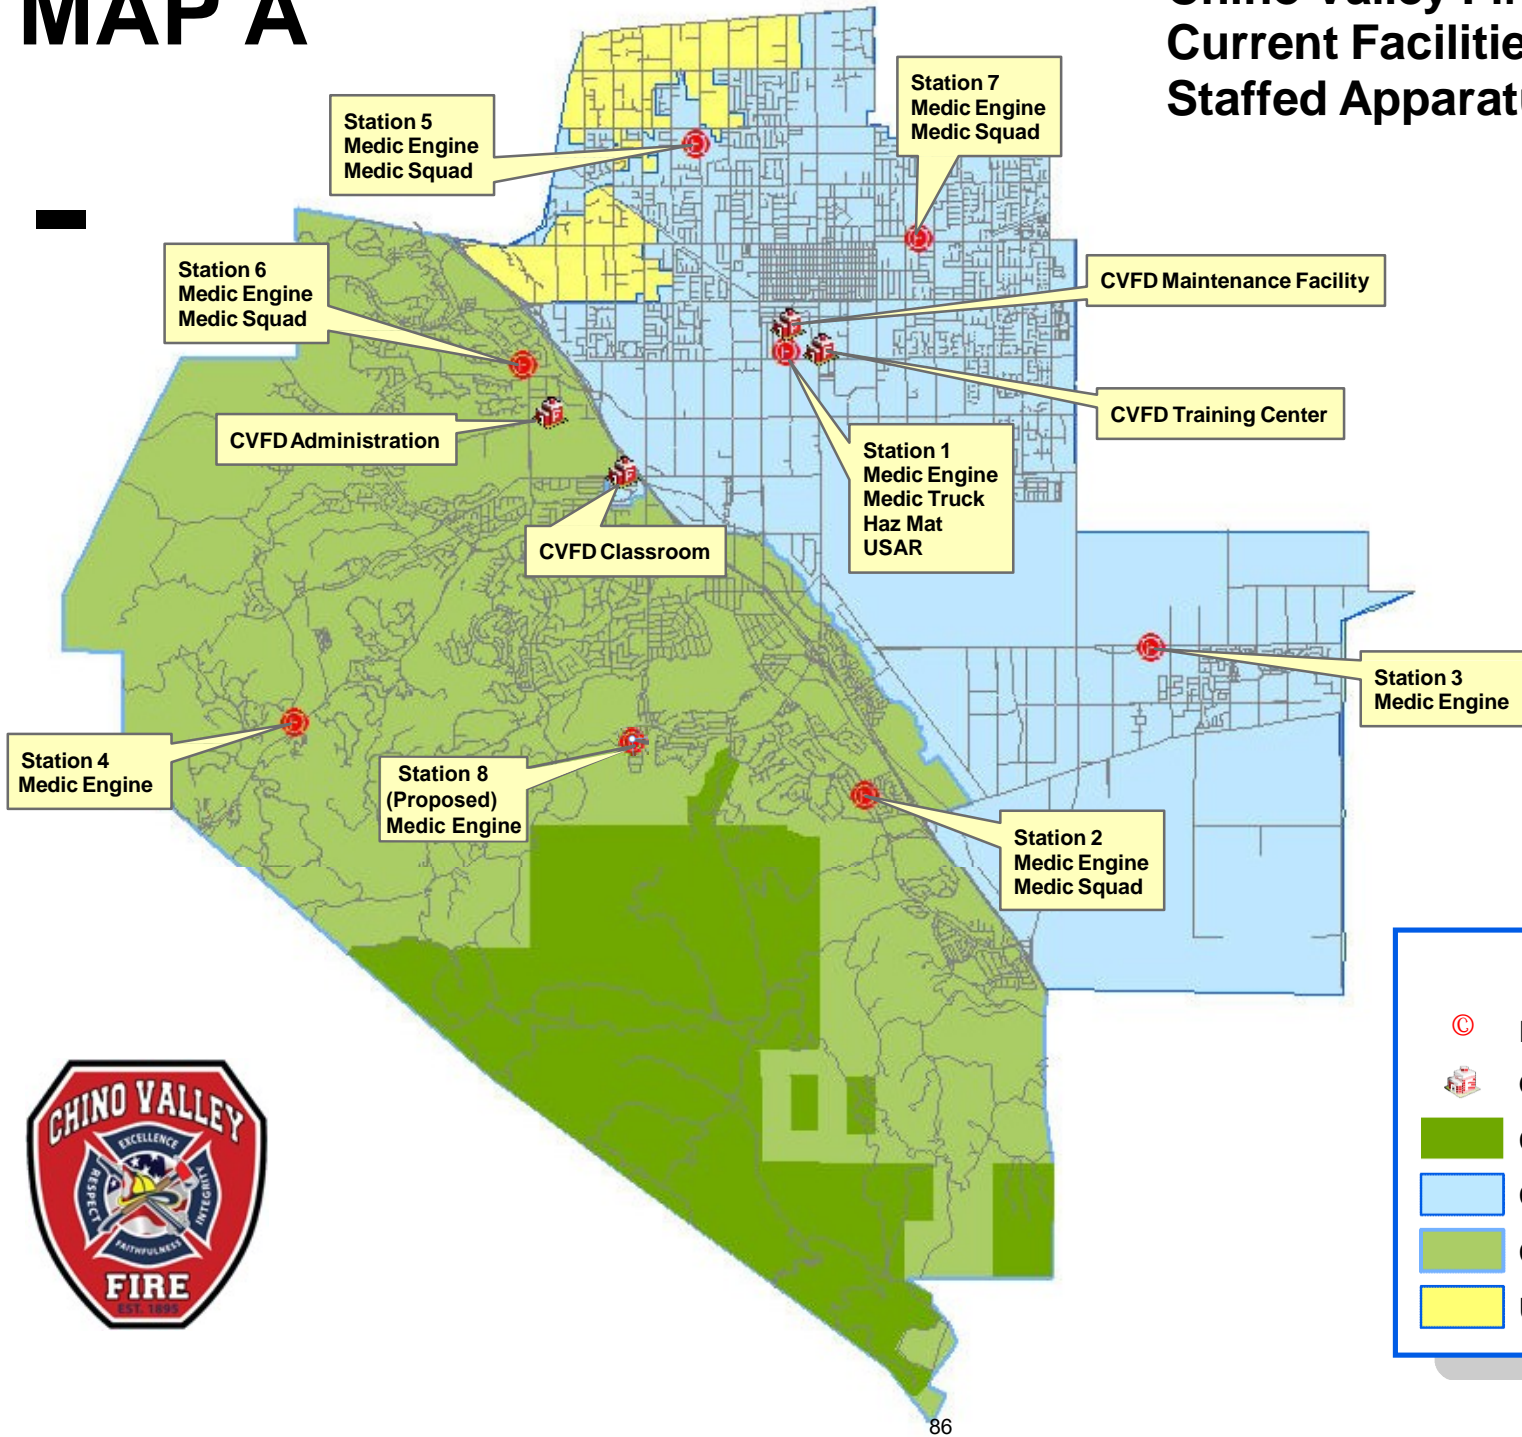 MAP A
Current Facilitie
Staffed Apparatu
Station 7
Medic Engine
Medic Squad
Station 5
Medic Engine
Medic Squad
Station 6
Medic Engine
Medic Squad
CVFD Maintenance Facility
CVFD Training Center
CVFD Administration
Station 1
Medic Engine
Medic Truck
Haz Mat
USAR
CVFD Classroom
Station 3
Medic Engine
Station 4
Medic Engine
Station 8
(Proposed)
Medic Engine
Station 2
Medic Engine
Medic Squad
©
CHINO VALLEY
EXCELLENCE
RESPECT
INTEGRITY
FAITHFULNESS
FIRE
EST. 1895
86